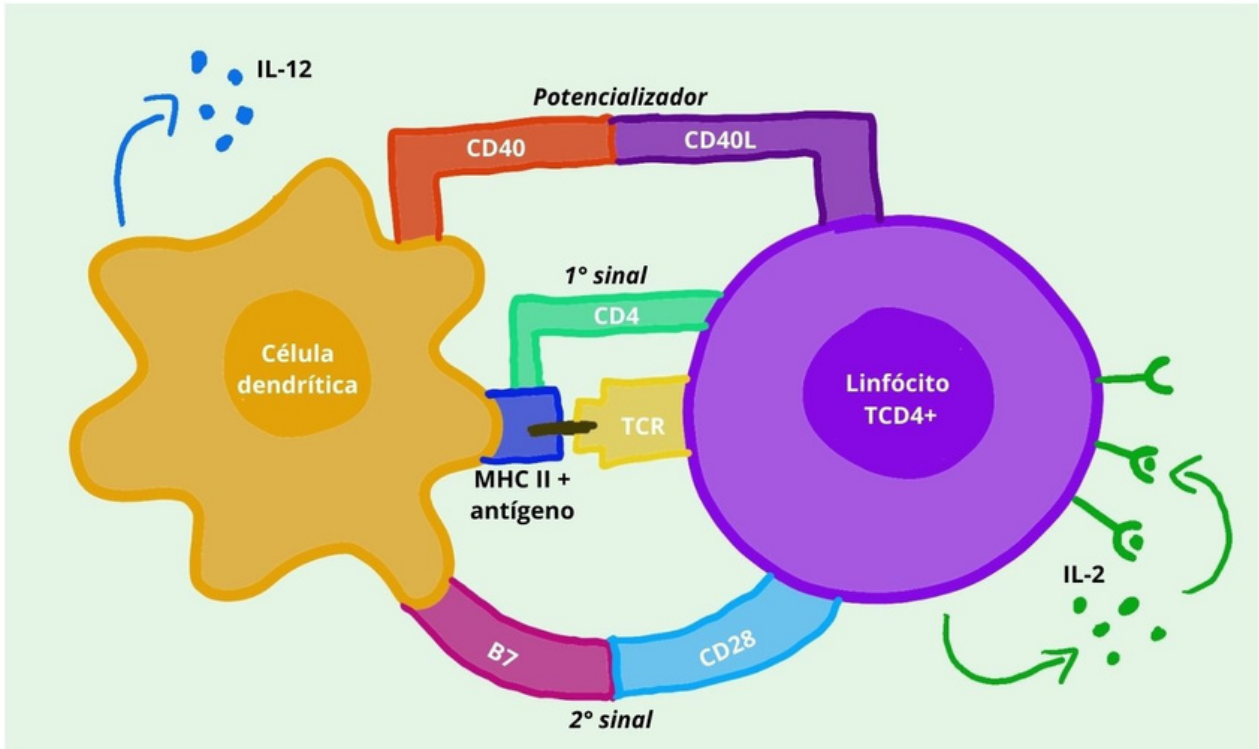 IL-12
Potencializador
CD40
CD40L
1° sinal
CD4
Célula
dendrítica
TCR
Linfócito
TCD4+
MHC II +
antígeno
IL-2
B7
CD28
2° sinal